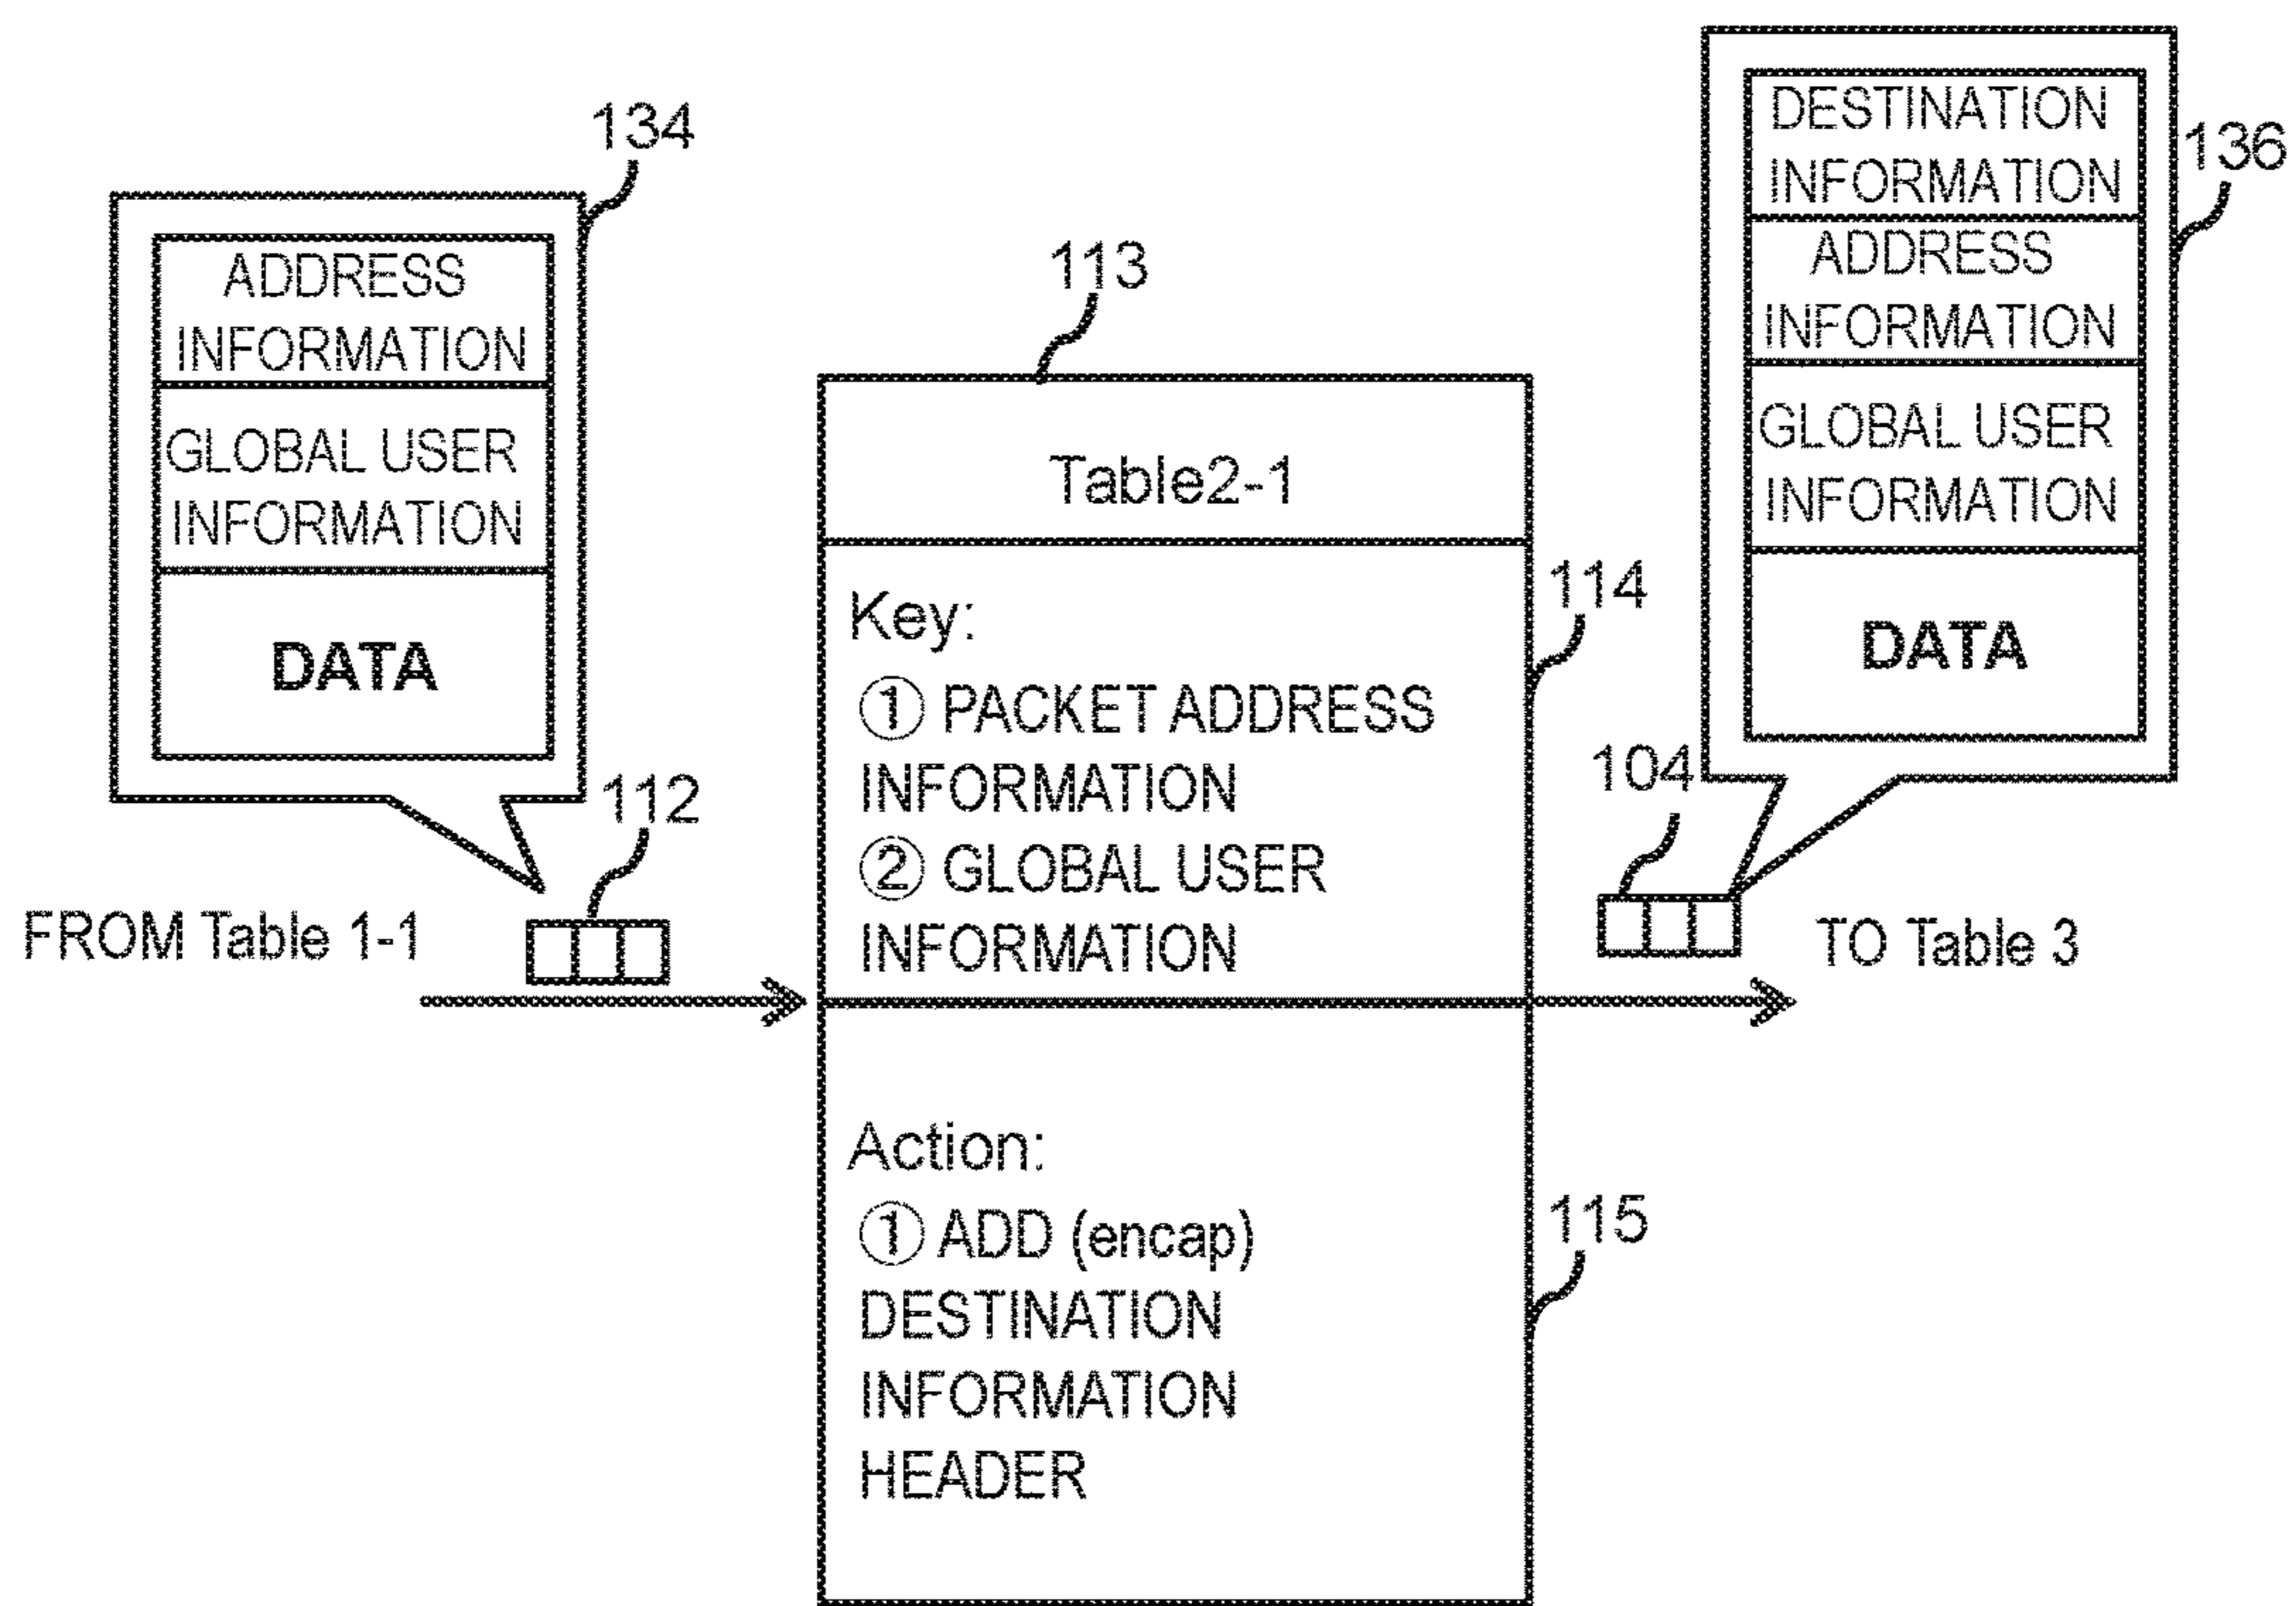 134
ADDRESS
INFORMATION
GLOBAL USER
INFORMATION
DATA
112
FROM Table 1-1
113
Table2-1
Key:
① PACKET ADDRESS
INFORMATION
② GLOBAL USER
INFORMATION
114
Action:
① ADD (encap)
DESTINATION
INFORMATION
HEADER
115
136
DESTINATION
INFORMATION
ADDRESS
INFORMATION
GLOBAL USER
INFORMATION
DATA
104
TO Table 3